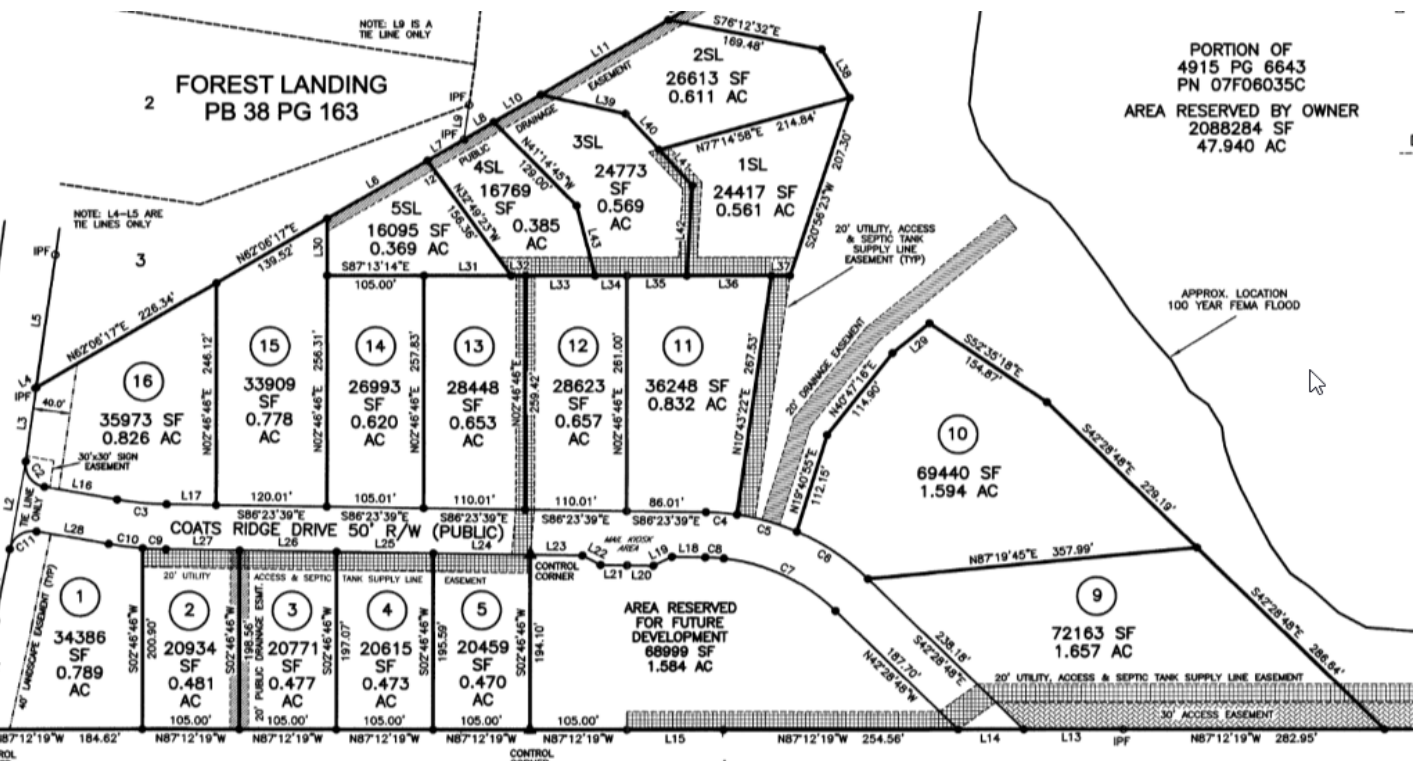 NOTE: L9 IS A
TIE LINE ONLY
FOREST LANDING
PB 38 PG 163
2
IPF
L9
IPF
L11
L10
L8
L7
L6
PUBLIC
DRAINAGE
EASEMENT
12'
S76°12'32"E
169.48'
2SL
26613 SF
0.611 AC
L38
L39
L40
N77°14'58"E 214.84'
PORTION OF
4915 PG 6643
PN 07F06035C
AREA RESERVED BY OWNER
2088284 SF
47.940 AC
3SL
24773
SF
0.569
AC
N41°14'45"W
129.00'
L41
L42
L43
1SL
24417 SF
0.561 AC
207.30'
S20°56'23"W
4SL
16769
SF
0.385
AC
N32°49'23"W
156.36'
5SL
16095 SF
0.369 AC
NOTE: L4-L5 ARE
TIE LINES ONLY
IPF
3
N62°06'17"E
139.52'
L30
S87°13'14"E
105.00'
L31
L32
L33
L34
L35
L36
L37
20' UTILITY, ACCESS
& SEPTIC TANK
SUPPLY LINE
EASEMENT (TYP)
APPROX. LOCATION
100 YEAR FEMA FLOOD
N62°06'17"E 226.34'
L5
L4
IPF
40.0'
L3
16
35973 SF
0.826 AC
30'x30' SIGN
EASEMENT
N02°46'46"E 246.12'
15
33909
SF
0.778
AC
N02°46'46"E 256.31'
14
26993
SF
0.620
AC
N02°46'46"E 257.83'
13
28448
SF
0.653
AC
N02°46'46"E
259.42'
12
28623
SF
0.657
AC
N02°46'46"E 261.00'
11
36248 SF
0.832 AC
N10°43'22"E 267.53'
20' DRAINAGE EASEMENT
N40°47'16"E
114.90'
L29
S52°35'18"E
154.87'
N19°40'55"E
112.15'
10
69440 SF
1.594 AC
S42°28'48"E
229.19'
L2
C2
L16
C3
L17
120.01'
S86°23'39"E
105.01'
S86°23'39"E
110.01'
S86°23'39"E
110.01'
S86°23'39"E
86.01'
S86°23'39"E
C4
C5
C6
COATS RIDGE DRIVE 50' R/W (PUBLIC)
TIE LINE
ONLY
C11
L28
C10
C9
L27
L26
L25
L24
L23
L22
L21
L20
L19
L18
C8
C7
MAIL KIOSK
AREA
CONTROL
CORNER
N87°19'45"E 357.99'
20' UTILITY
ACCESS & SEPTIC
TANK SUPPLY LINE
EASEMENT
1
34386
SF
0.789
AC
40' LANDSCAPE EASEMENT (TYP)
S02°46'46"W
200.90'
2
20934
SF
0.481
AC
S02°46'46"W
198.56'
20' PUBLIC DRAINAGE ESMT.
3
20771
SF
0.477
AC
S02°46'46"W
197.07'
4
20615
SF
0.473
AC
S02°46'46"W
195.59'
5
20459
SF
0.470
AC
S02°46'46"W
194.10'
AREA RESERVED
FOR FUTURE
DEVELOPMENT
68999 SF
1.584 AC
187.70'
N42°28'48"W
238.18'
S42°28'48"E
9
72163 SF
1.657 AC
S42°28'48"E
286.64'
20' UTILITY, ACCESS & SEPTIC TANK SUPPLY LINE EASEMENT
30' ACCESS EASEMENT
105.00'
105.00'
105.00'
105.00'
105.00'
87°12'19"W 184.62'
N87°12'19"W
N87°12'19"W
N87°12'19"W
N87°12'19"W
N87°12'19"W
L15
N87°12'19"W 254.56'
L14
L13
IPF
N87°12'19"W 282.95'
ROL
CONTROL